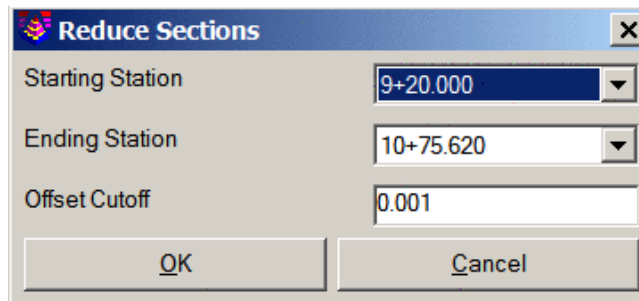 Reduce Sections
Starting Station 9+20.000
Ending Station 10+75.620
Offset Cutoff 0.001
OK Cancel